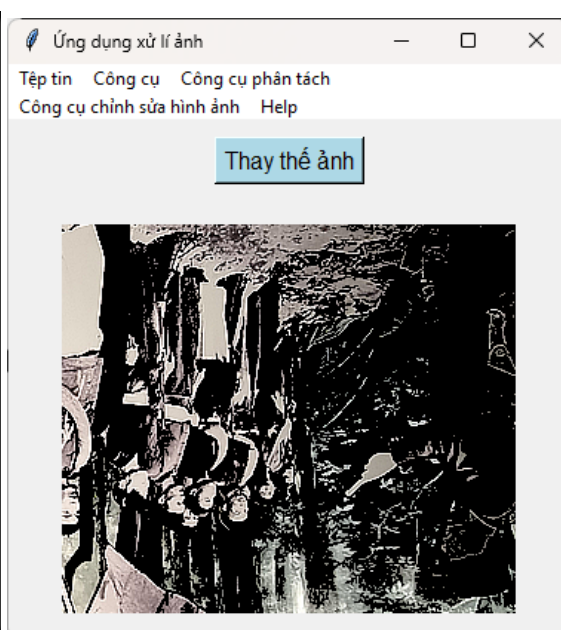 Ứng dụng xử lí ảnh
Tệp tin Công cụ Công cụ phân tách
Công cụ chỉnh sửa hình ảnh Help
Thay thế ảnh